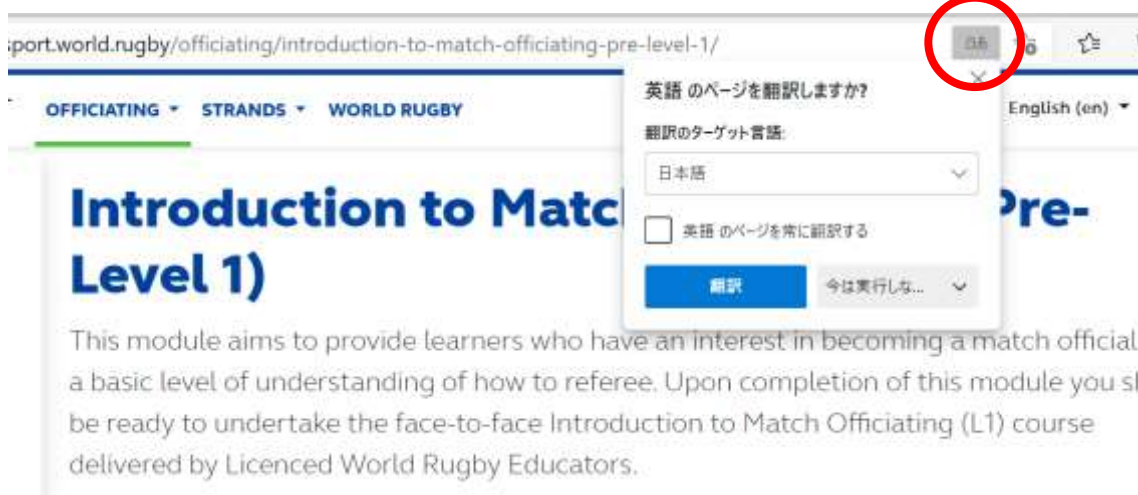 port.world.rugby/officiating/introduction-to-match-officiating-pre-level-1/
OFFICIATING STRANDS WORLD RUGBY
English (en)
英語 のページを翻訳しますか?
翻訳のターゲット言語:
日本語
英語 のページを常に翻訳する
翻訳 今は実行しな...
Introduction to Matc Pre-
Level 1)
This module aims to provide learners who have an interest in becoming a match official
a basic level of understanding of how to referee. Upon completion of this module you
be ready to undertake the face-to-face Introduction to Match Officiating (L1) course
delivered by Licenced World Rugby Educators.